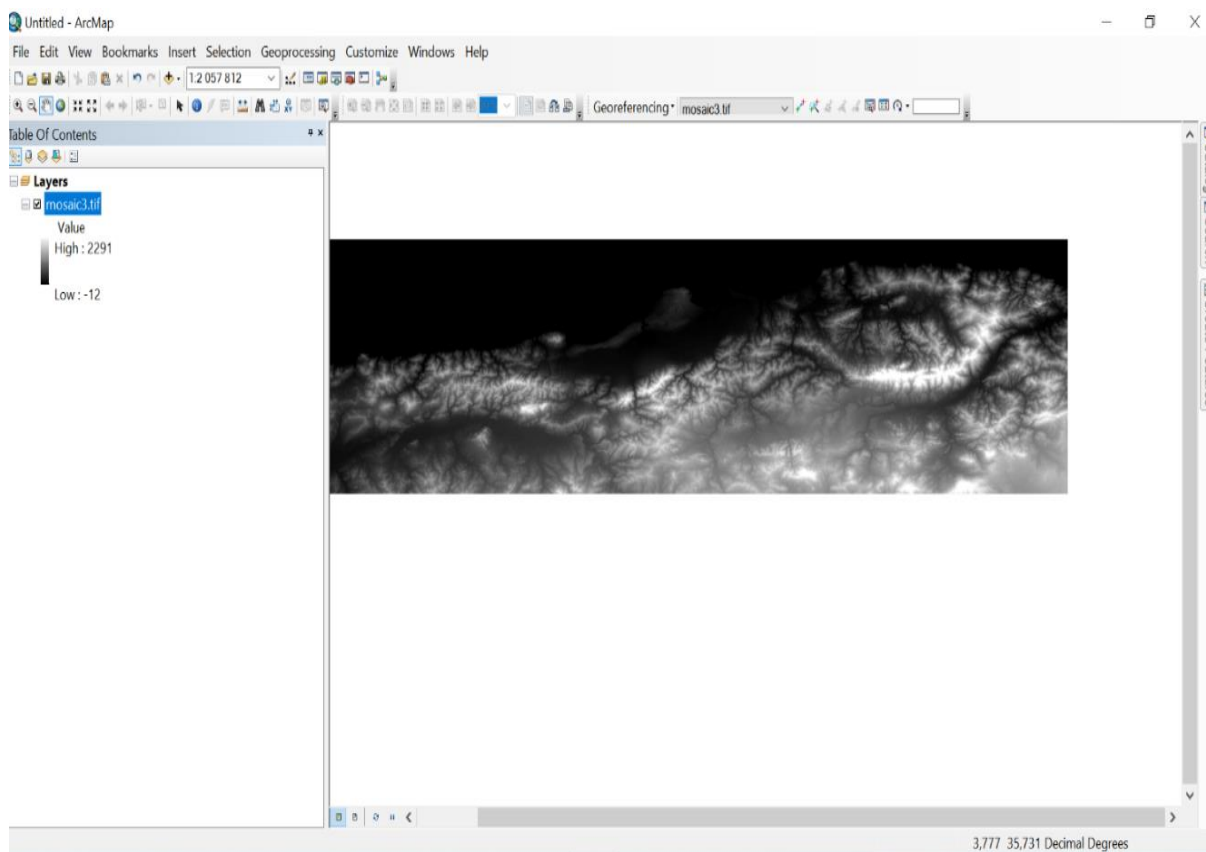 Untitled - ArcMap
File Edit View Bookmarks Insert Selection Geoprocessing Customize Windows Help
1:2 057 812
Georeferencing mosaic3.tif
Table Of Contents
Layers
mosaic3.tif
Value
High : 2291
Low : -12
3,777 35,731 Decimal Degrees